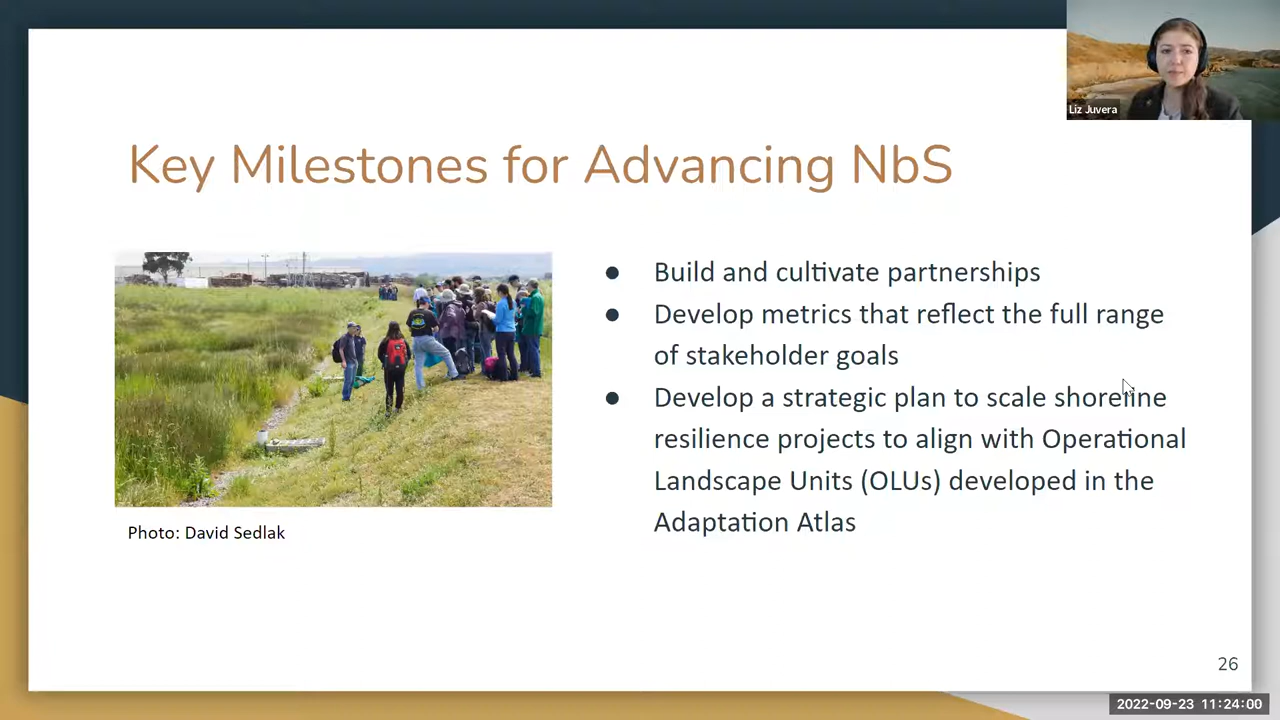 Liz Juvera
Key Milestones for Advancing NbS
● Build and cultivate partnerships
● Develop metrics that reflect the full range
of stakeholder goals
● Develop a strategic plan to scale shoreline
resilience projects to align with Operational
Landscape Units (OLUs) developed in the
Adaptation Atlas
Photo: David Sedlak
26
2022-09-23 11:24:00